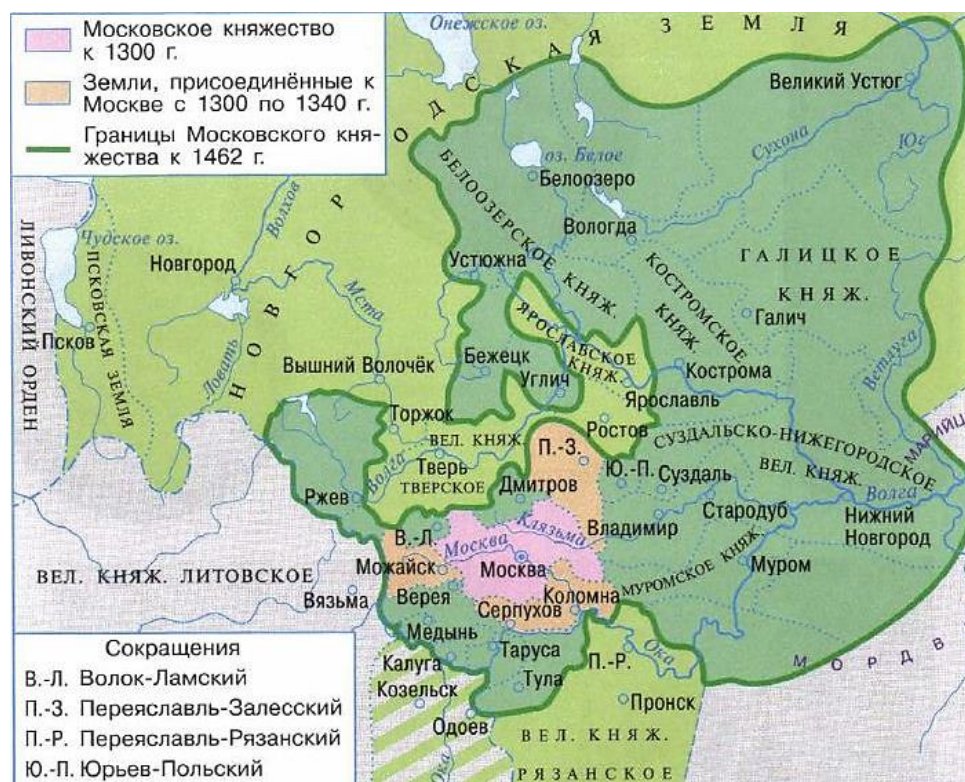 Московское княжество
к 1300 г.
Земли, присоединённые к
Москве с 1300 по 1340 г.
Границы Московского кня-
жества к 1462 г.
Онежское оз.
НОВГОРОДСКАЯ ЗЕМЛЯ
Великий Устюг
Сухона
Юг
оз. Белое
Белоозеро
БЕЛООЗЕРСКОЕ КНЯЖ.
Вологда
ЛИВОНСКИЙ ОРДЕН
Чудское оз.
ПСКОВСКАЯ ЗЕМЛЯ
Псков
Новгород
Волхов
Мста
Ловать
Устюжна
КОСТРОМСКОЕ КНЯЖ.
ГАЛИЦКОЕ
КНЯЖ.
Галич
Ветлуга
Вышний Волочёк
Бежецк
Углич
ЯРОСЛАВСКОЕ
КНЯЖ.
Кострома
Ярославль
МАРИЙЦ
Торжок
Ростов
ВЕЛ. КНЯЖ.
Тверь
ТВЕРСКОЕ
Волга
Ржев
П.-З.
Дмитров
Ю.-П.
Суздаль
СУЗДАЛЬСКО-НИЖЕГОРОДСКОЕ
ВЕЛ. КНЯЖ.
Волга
Стародуб
Нижний
Новгород
Владимир
В.-Л.
Клязьма
Москва
Москва
Можайск
Верея
Коломна
Серпухов
МУРОМСКОЕ КНЯЖ.
Муром
ВЕЛ. КНЯЖ. ЛИТОВСКОЕ
Вязьма
Медынь
Таруса
Калуга
Тула
Козельск
Одоев
Ока
П.-Р.
Ока
Пронск
МОРДВ
ВЕЛ. КНЯЖ.
РЯЗАНСКОЕ
Сокращения
В.-Л. Волок-Ламский
П.-З. Переяславль-Залесский
П.-Р. Переяславль-Рязанский
Ю.-П. Юрьев-Польский